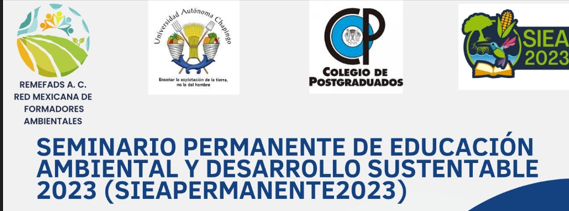 REMEFADS A. C.
RED MEXICANA DE
FORMADORES
AMBIENTALES
Universidad Autónoma Chapingo
Enseñar la explotación de la tierra,
no la del hombre
CP
COLEGIO DE
POSTGRADUADOS
SIEA
2023
SEMINARIO PERMANENTE DE EDUCACIÓN
AMBIENTAL Y DESARROLLO SUSTENTABLE
2023 (SIEAPERMANENTE2023)